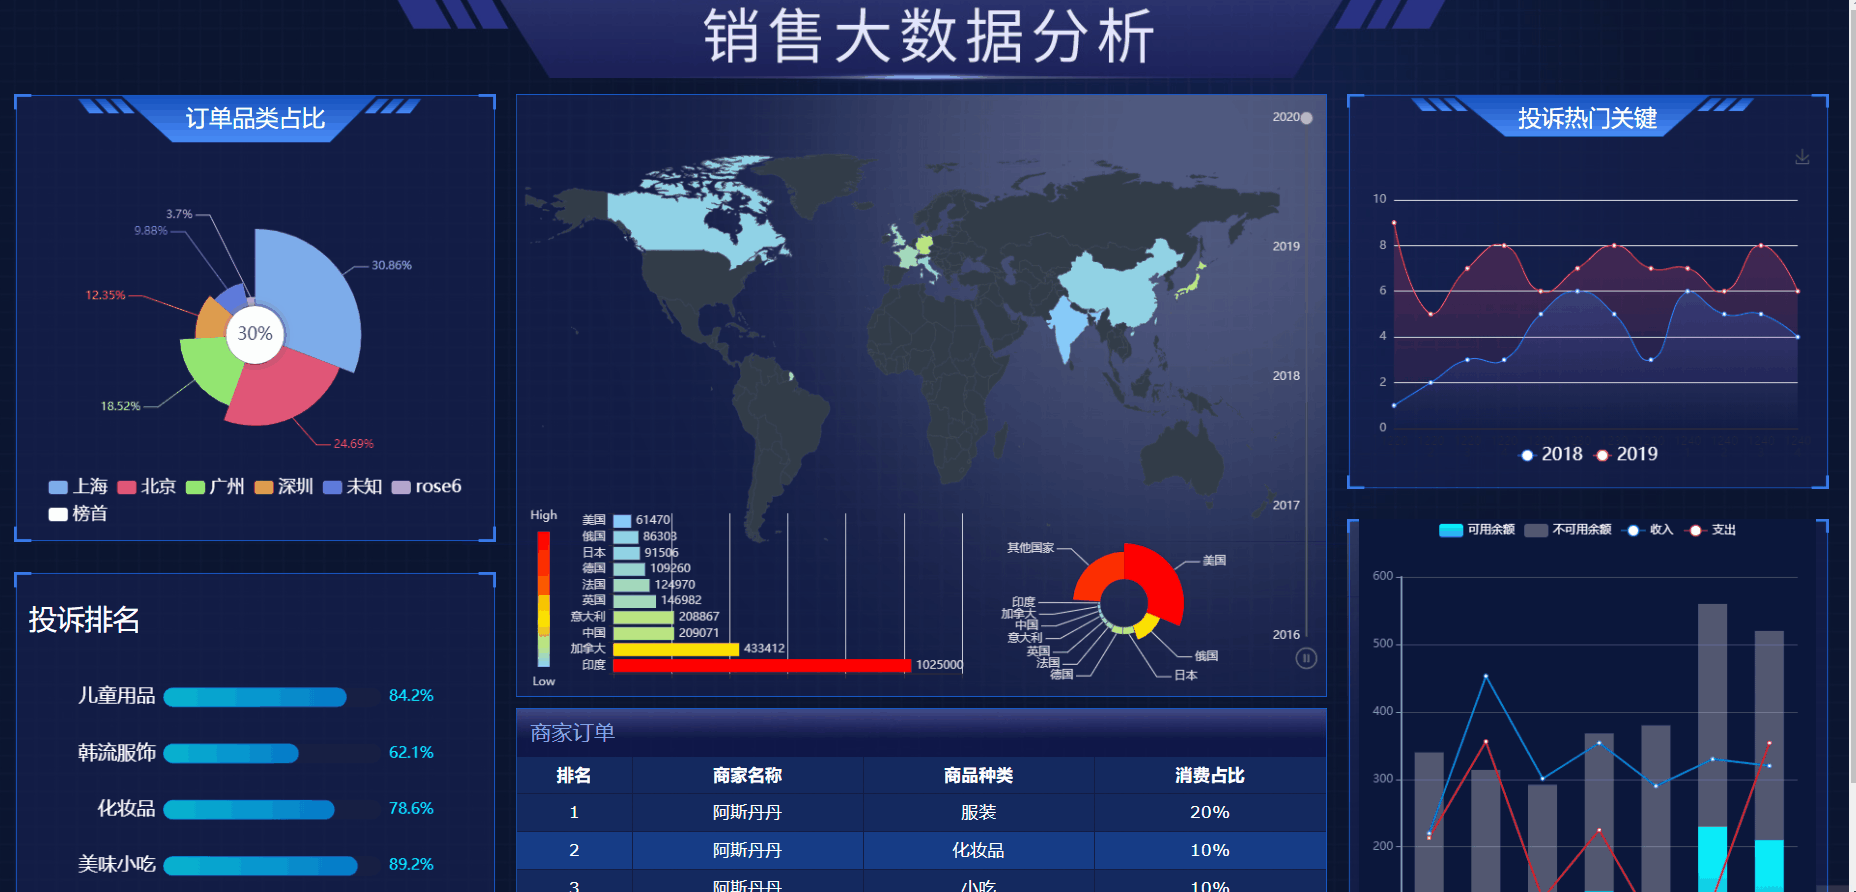 销售大数据分析
订单品类占比
3.7%
9.88%
30.86%
12.35%
30%
18.52%
24.69%
上海 北京 广州 深圳 未知 rose6
榜首
投诉排名
儿童用品 84.2%
韩流服饰 62.1%
化妆品 78.6%
美味小吃 89.2%
2020
2019
2018
2017
2016
High
Low
美国 61470
俄国 86303
日本 91506
德国 109260
法国 124970
英国 146982
意大利 208867
中国 209071
加拿大 433412
印度 1025000
其他国家
美国
印度
加拿大
中国
意大利
英国
法国
德国
俄国
日本
商家订单
排名 商家名称 商品种类 消费占比
1 阿斯丹丹 服装 20%
2 阿斯丹丹 化妆品 10%
3 阿斯丹丹 小吃 10%
投诉热门关键
10
8
6
4
2
0
2018 2019
可用余额 不可用余额 收入 支出
600
500
400
300
200